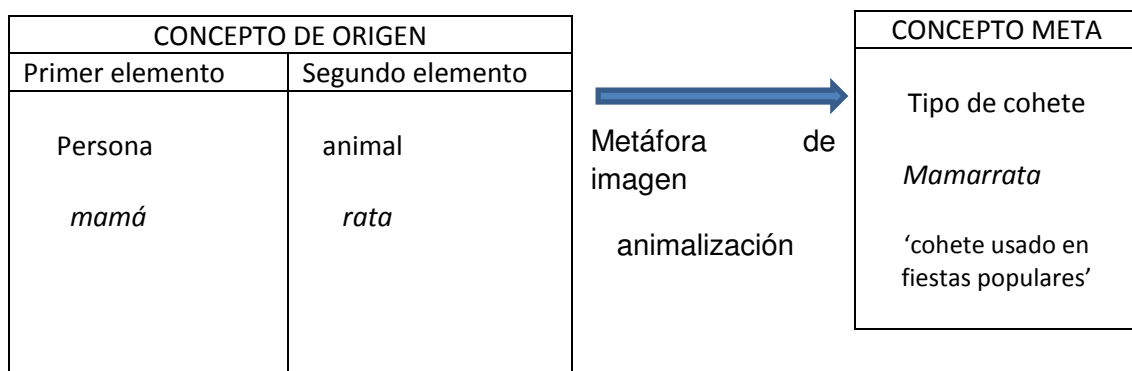 CONCEPTO DE ORIGEN
Primer elemento
Segundo elemento
Persona
animal
mamá
rata
Metáfora de
imagen
animalización
CONCEPTO META
Tipo de cohete
Mamarrata
‘cohete usado en
fiestas populares’